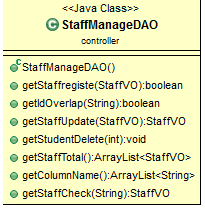 <<Java Class>>
StaffManageDAO
controller
StaffManageDAO()
getStaffregiste(StaffVO):boolean
getIdOverlap(String):boolean
getStaffUpdate(StaffVO):StaffVO
getStudentDelete(int):void
getStaffTotal():ArrayList<StaffVO>
getColumnName():ArrayList<String>
getStaffCheck(String):StaffVO